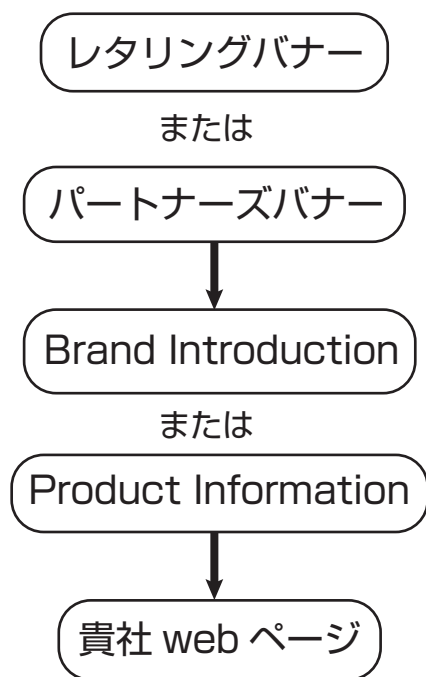 レタリングバナー
または
パートナーズバナー
Brand Introduction
または
Product Information
貴社 web ページ